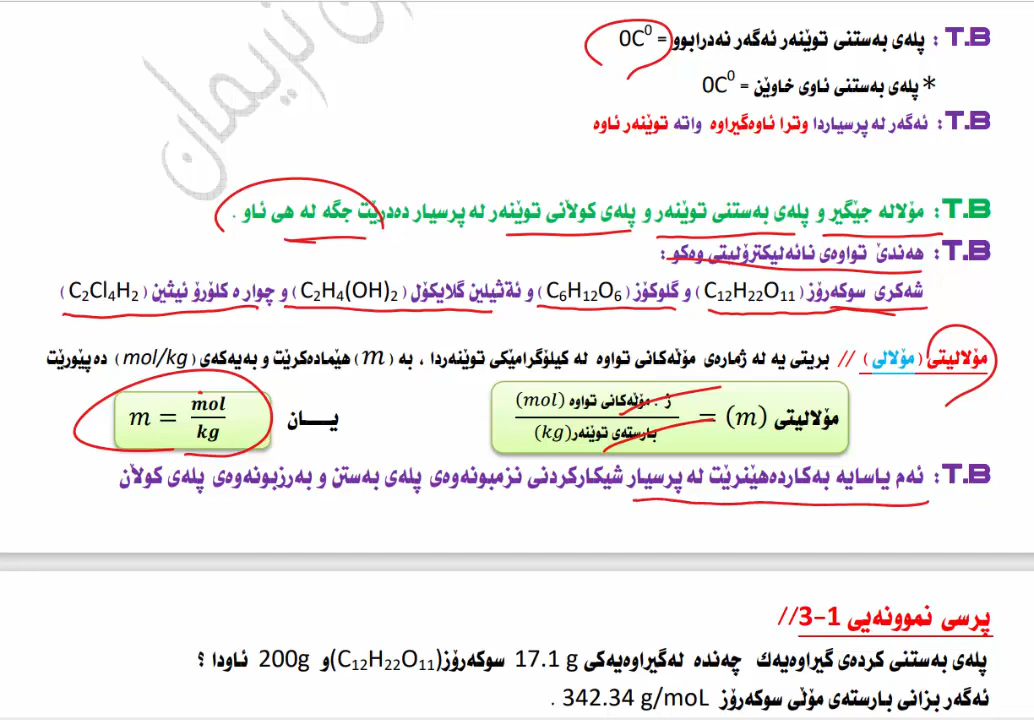 T.B : پلەی بەستنی توێنەر ئەگەر نەدرابوو = 0C⁰
* پلەی بەستنی ئاوی خاوێن = 0C⁰
T.B : ئەگەر لە پرسیاردا وترا ئاوەگیراوە واتە توێنەر ئاوە
T.B : مۆلالە جێگیر و پلەی بەستنی توێنەر و پلەی کوڵانی توێنەر لە پرسیار دەدرێت جگە لە هی ئاو .
T.B : هەندێ تواوەی نائەلیکترۆلیتی وەکو :
شەکری سوکەرۆز (C₁₂H₂₂O₁₁) و گلوکۆز (C₆H₁₂O₆) و ئەثیلین گلایکۆل (C₂H₄(OH)₂) و چوارە کلۆرۆ ئیثین (C₂Cl₄H₂)
مۆلالیتی (مۆلالی) // بریتی یە لە ژمارەی مۆڵەکانی تواوە لە کیلۆگرامێکی توێنەردا ، بە (m) هێمادەکرێت و بەیەکەی (mol/kg) دەپێورێت
مۆلالیتی (m) = ژ . مۆڵەکانی تواوە (mol) / بارستەی توێنەر (kg) یــــان m = mol / kg
T.B : ئەم یاسایە بەکاردەهێنرێت لە پرسیار شیکارکردنی نزمبونەوەی پلەی بەستن و بەرزبونەوەی پلەی کوڵان
پرسی نموونەیی 1-3//
پلەی بەستنی کردەی گیراوەیەک چەندە لەگیراوەیەکی 17.1 g سوکەرۆز(C₁₂H₂₂O₁₁)و 200g ئاودا ؟
ئەگەر بزانی بارستەی مۆڵی سوکەرۆز 342.34 g/moL .